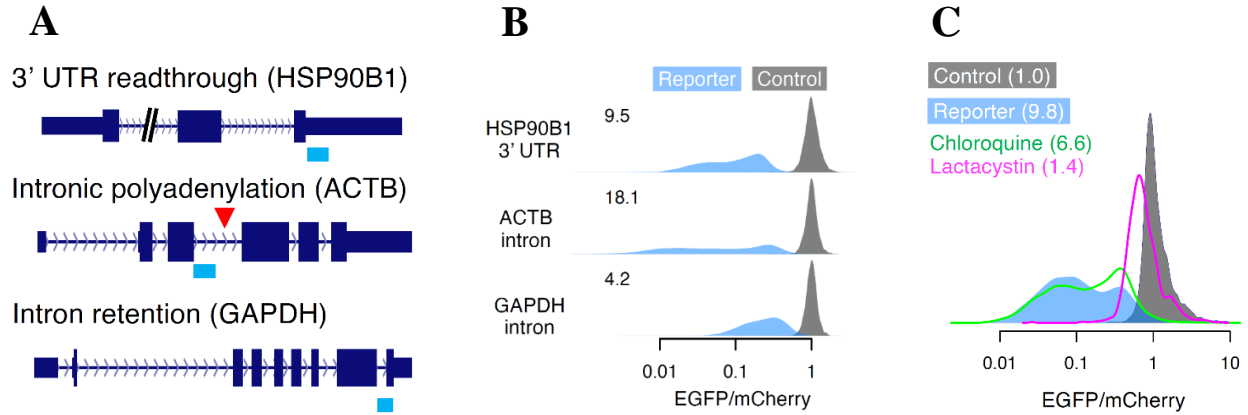 A
3' UTR readthrough (HSP90B1)
Intronic polyadenylation (ACTB)
Intron retention (GAPDH)
B
Reporter Control
HSP90B1
3' UTR
9.5
ACTB
intron
18.1
GAPDH
intron
4.2
0.01 0.1 1
EGFP/mCherry
C
Control (1.0)
Reporter (9.8)
Chloroquine (6.6)
Lactacystin (1.4)
0.01 0.1 1 10
EGFP/mCherry